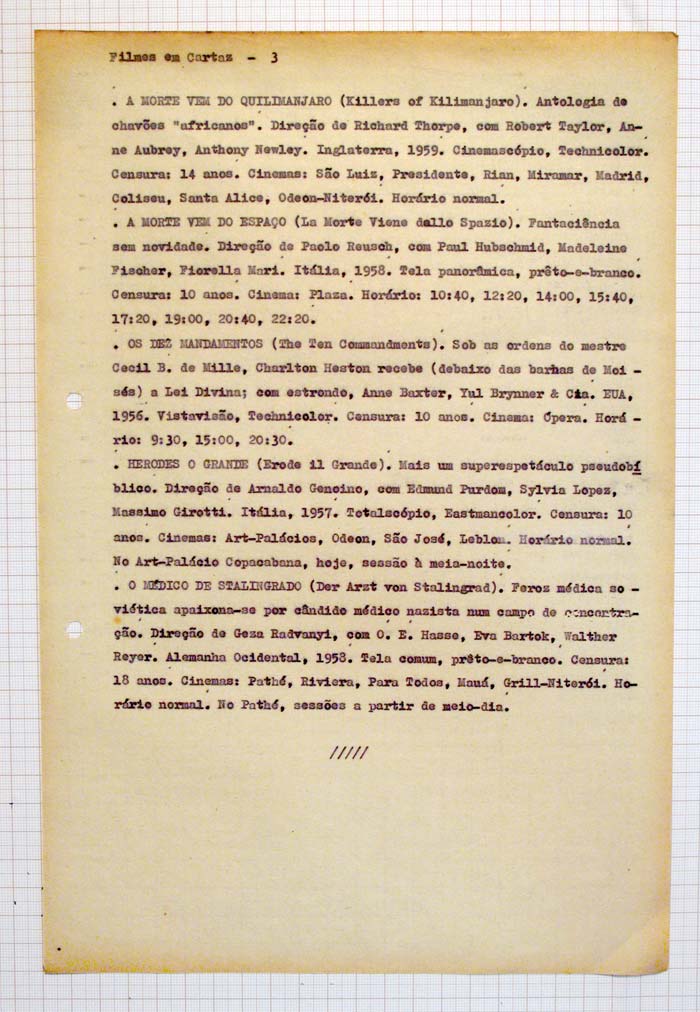 Filmes em Cartaz - 3
. A MORTE VEM DO QUILIMANJARO (Killers of Kilimanjaro). Antologia de
chavões "africanos". Direção de Richard Thorpe, com Robert Taylor, An-
ne Aubrey, Anthony Newley. Inglaterra, 1959. Cinemascópio, Technicolor.
Censura: 14 anos. Cinemas: São Luiz, Presidente, Rian, Miramar, Madrid,
Coliseu, Santa Alice, Odeon-Niterói. Horário normal.
. A MORTE VEM DO ESPAÇO (La Morte Viene dallo Spazio). Fantaciência
sem novidade. Direção de Paolo Reusch, com Paul Hubschmid, Madeleine
Fischer, Fiorella Mari. Itália, 1958. Tela panorâmica, prêto-e-branco.
Censura: 10 anos. Cinema: Plaza. Horário: 10:40, 12:20, 14:00, 15:40,
17:20, 19:00, 20:40, 22:20.
. OS DEZ MANDAMENTOS (The Ten Commandments). Sob as ordens do mestre
Cecil B. de Mille, Charlton Heston recebe (debaixo das barbas de Moi -
sés) a Lei Divina; com estrondo, Anne Baxter, Yul Brynner & Cia. EUA,
1956. Vistavisão, Technicolor. Censura: 10 anos. Cinema: Ópera. Horá -
rio: 9:30, 15:00, 20:30.
. HERODES O GRANDE (Erode il Grande). Mais um superespetáculo pseudobí
blico. Direção de Arnaldo Genoino, com Edmund Purdom, Sylvia Lopez,
Massimo Girotti. Itália, 1957. Totalscópio, Eastmancolor. Censura: 10
anos. Cinemas: Art-Palácios, Odeon, São José, Leblon. Horário normal.
No Art-Palácio Copacabana, hoje, sessão à meia-noite.
. O MÉDICO DE STALINGRADO (Der Arzt von Stalingrad). Feroz médica so -
viética apaixona-se por cândido médico nazista num campo de concentra-
ção. Direção de Geza Radvanyi, com O. E. Hasse, Eva Bartok, Walther
Reyer. Alemanha Ocidental, 1958. Tela comum, prêto-e-branco. Censura:
18 anos. Cinemas: Pathé, Riviera, Para Todos, Mauá, Grill-Niterói. Ho-
rário normal. No Pathé, sessões a partir de meio-dia.
/////